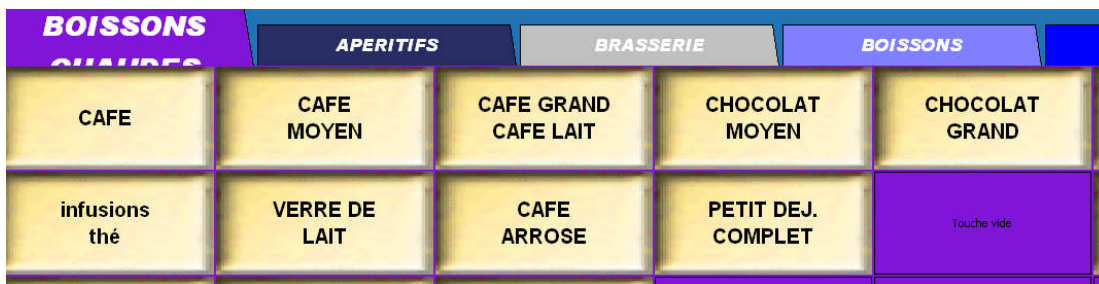 BOISSONS
CHAUDES
APERITIFS
BRASSERIE
BOISSONS
CAFE
CAFE
MOYEN
CAFE GRAND
CAFE LAIT
CHOCOLAT
MOYEN
CHOCOLAT
GRAND
infusions
thé
VERRE DE
LAIT
CAFE
ARROSE
PETIT DEJ.
COMPLET
Touche vide